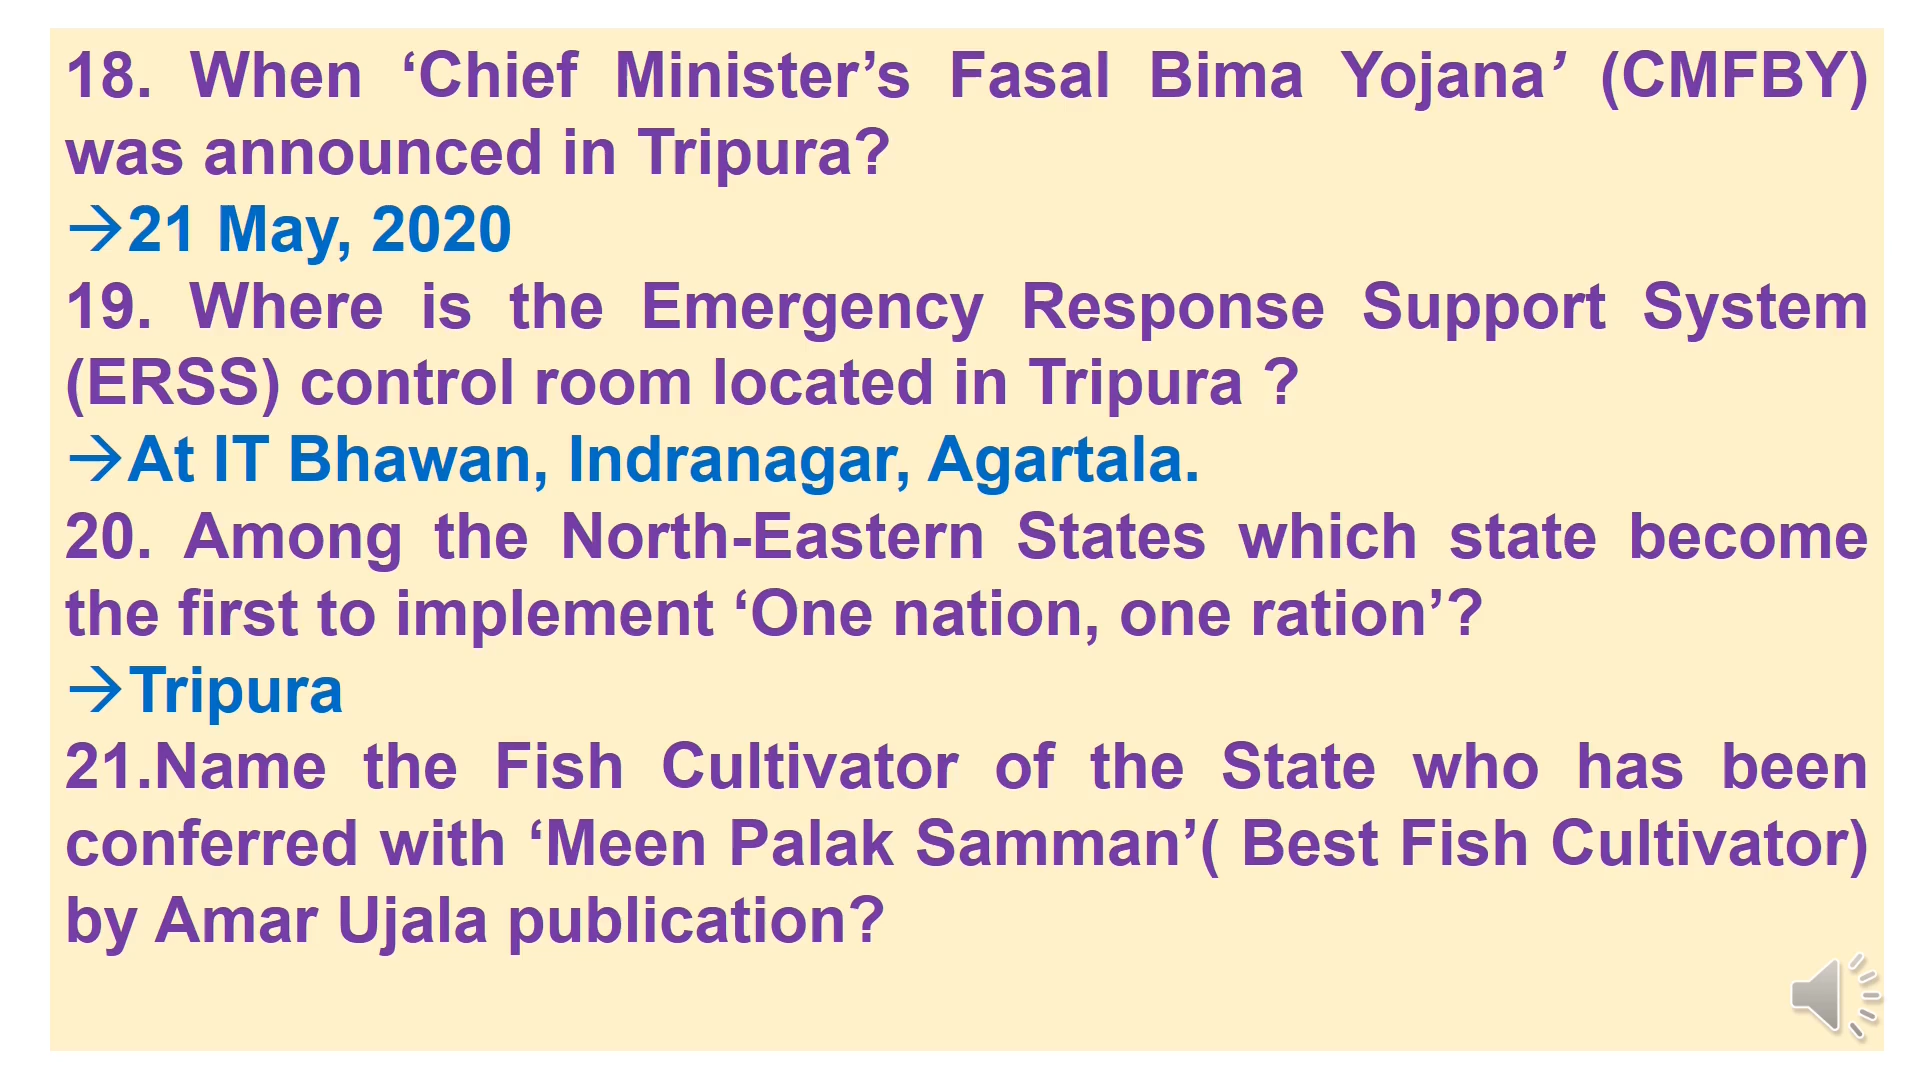 18. When ‘Chief Minister’s Fasal Bima Yojana’ (CMFBY)
was announced in Tripura?
→21 May, 2020
19. Where is the Emergency Response Support System
(ERSS) control room located in Tripura ?
→At IT Bhawan, Indranagar, Agartala.
20. Among the North-Eastern States which state become
the first to implement ‘One nation, one ration’?
→Tripura
21.Name the Fish Cultivator of the State who has been
conferred with ‘Meen Palak Samman’( Best Fish Cultivator)
by Amar Ujala publication?